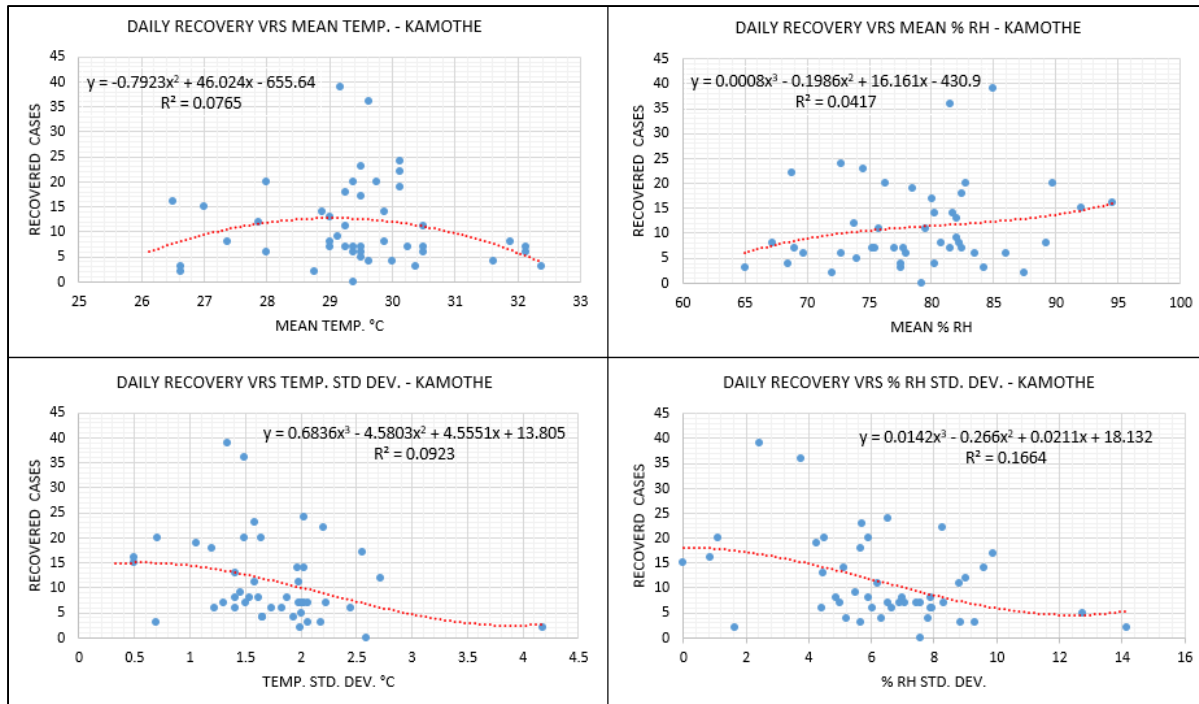 DAILY RECOVERY VRS MEAN TEMP. - KAMOTHE
y = -0.7923x² + 46.024x - 655.64
R² = 0.0765
RECOVERED CASES
45
40
35
30
25
20
15
10
5
0
25 26 27 28 29 30 31 32 33
MEAN TEMP. °C
DAILY RECOVERY VRS MEAN % RH - KAMOTHE
y = 0.0008x³ - 0.1986x² + 16.161x - 430.9
R² = 0.0417
RECOVERED CASES
45
40
35
30
25
20
15
10
5
0
60 65 70 75 80 85 90 95 100
MEAN % RH
DAILY RECOVERY VRS TEMP. STD DEV. - KAMOTHE
y = 0.6836x³ - 4.5803x² + 4.5551x + 13.805
R² = 0.0923
RECOVERED CASES
45
40
35
30
25
20
15
10
5
0
0 0.5 1 1.5 2 2.5 3 3.5 4 4.5
TEMP. STD. DEV. °C
DAILY RECOVERY VRS % RH STD. DEV. - KAMOTHE
y = 0.0142x³ - 0.266x² + 0.0211x + 18.132
R² = 0.1664
RECOVERD CASES
45
40
35
30
25
20
15
10
5
0
0 2 4 6 8 10 12 14 16
% RH STD. DEV.